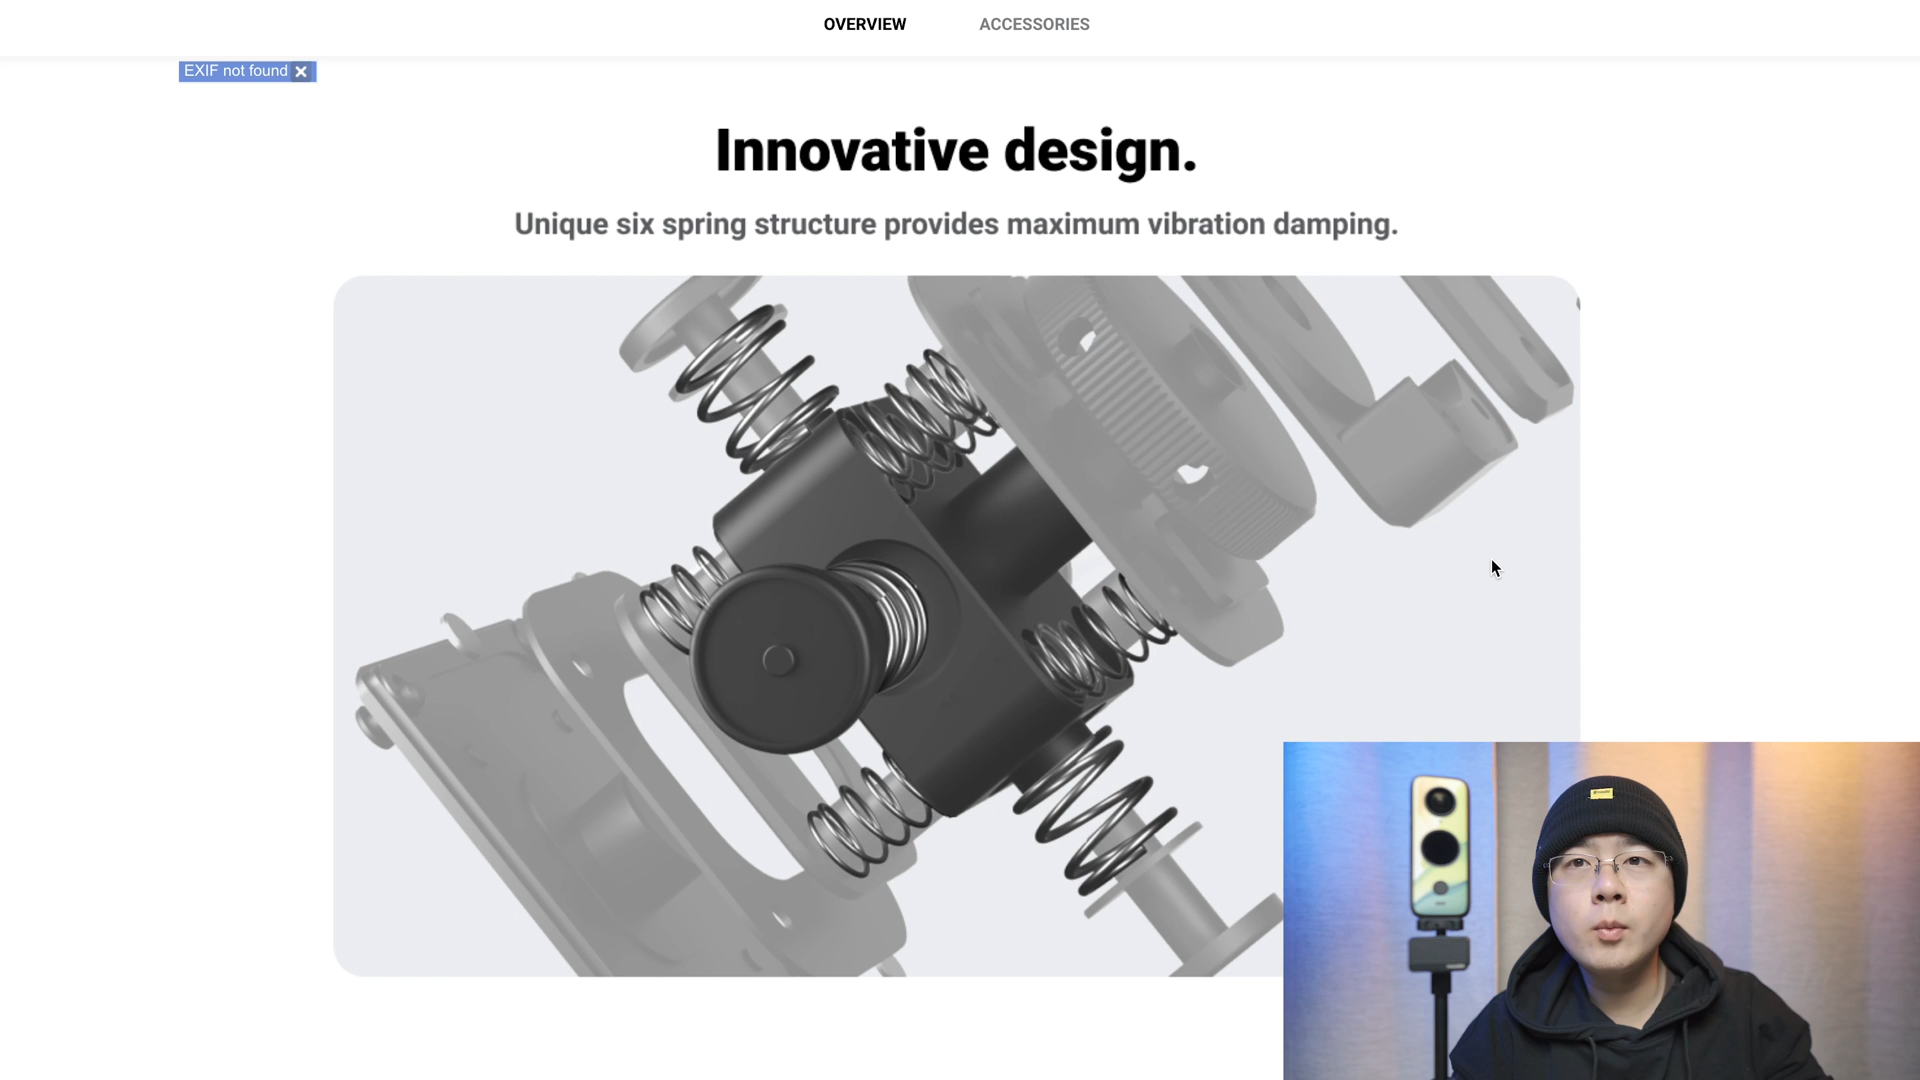 OVERVIEW ACCESSORIES
EXIF not found
Innovative design.
Unique six spring structure provides maximum vibration damping.